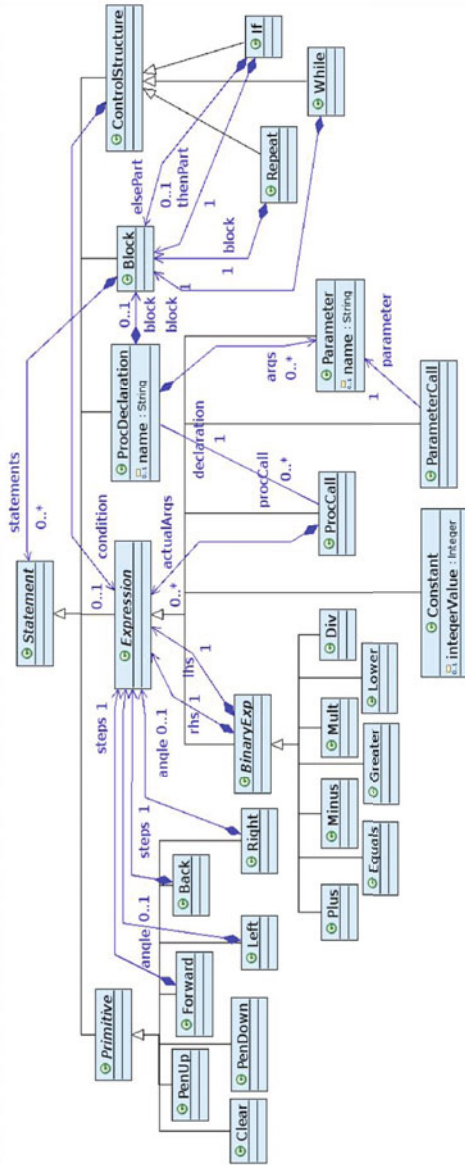 Statement
statements
0..*
Primitive
Expression
0..1
condition
ProcDeclaration
name : String
0..1
block
block
Block
elsePart
0..1
thenPart
1
ControlStructure
If
1
block
1
Repeat
While
PenUp
Clear
PenDown
Forward
Left
Back
Right
angle 0..1
steps 1
angle 0..1
steps 1
rhs 1
lhs 1
BinaryExp
0..*
actualArgs
ProcCall
procCall
0..*
declaration
1
args
0..*
Parameter
name : String
1
parameter
ParameterCall
Constant
integerValue : Integer
Plus
Equals
Minus
Greater
Mult
Lower
Div